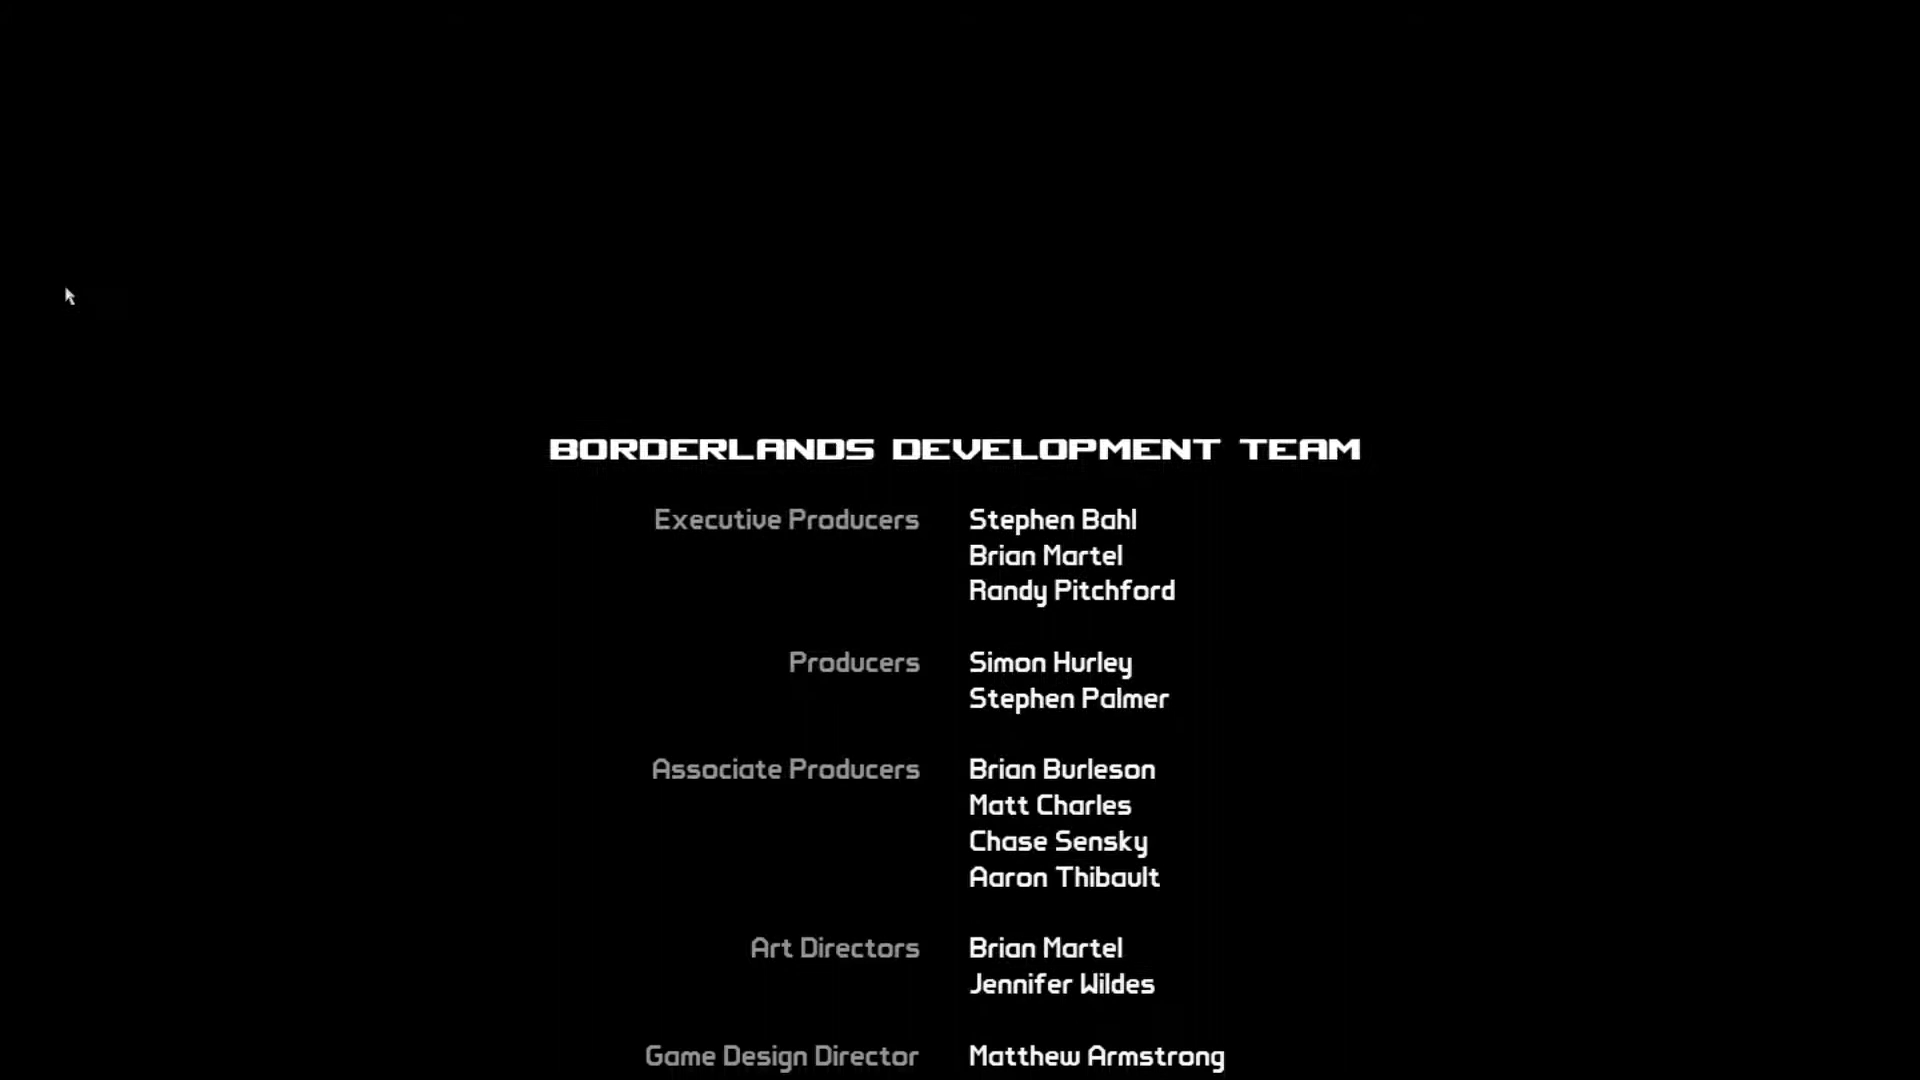 BORDERLANDS DEVELOPMENT TEAM
Executive Producers Stephen Bahl
Brian Martel
Randy Pitchford
Producers Simon Hurley
Stephen Palmer
Associate Producers Brian Burleson
Matt Charles
Chase Sensky
Aaron Thibault
Art Directors Brian Martel
Jennifer Wildes
Game Design Director Matthew Armstrong